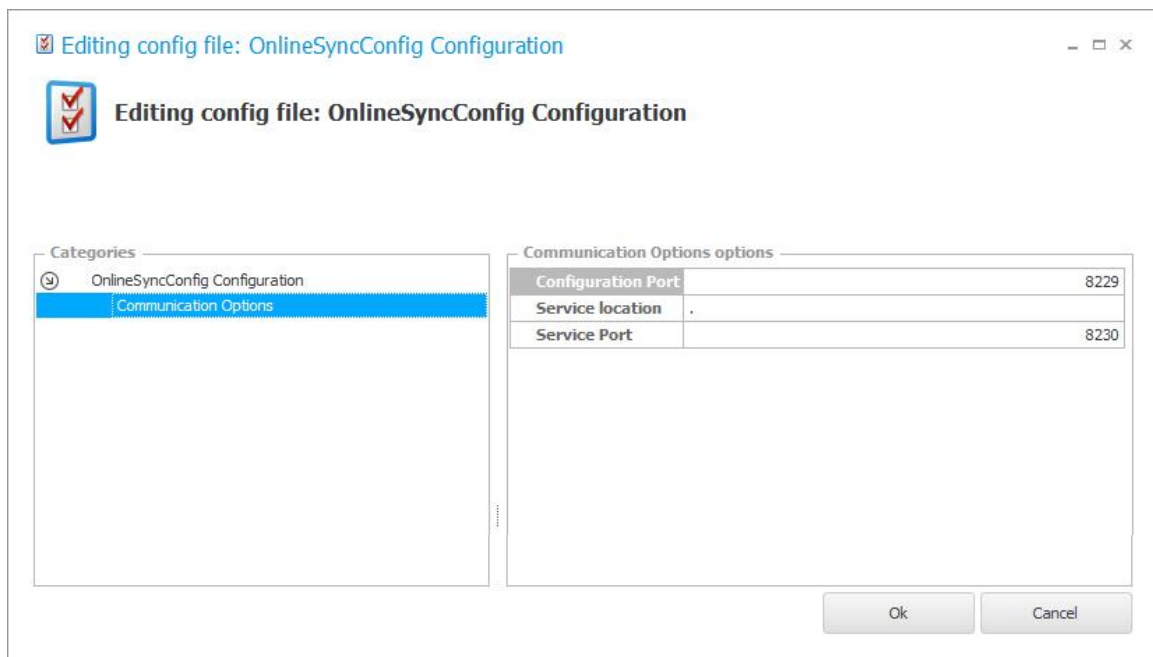 Editing config file: OnlineSyncConfig Configuration
Editing config file: OnlineSyncConfig Configuration
Categories
OnlineSyncConfig Configuration
Communication Options
Communication Options options
Configuration Port 8229
Service location .
Service Port 8230
Ok Cancel